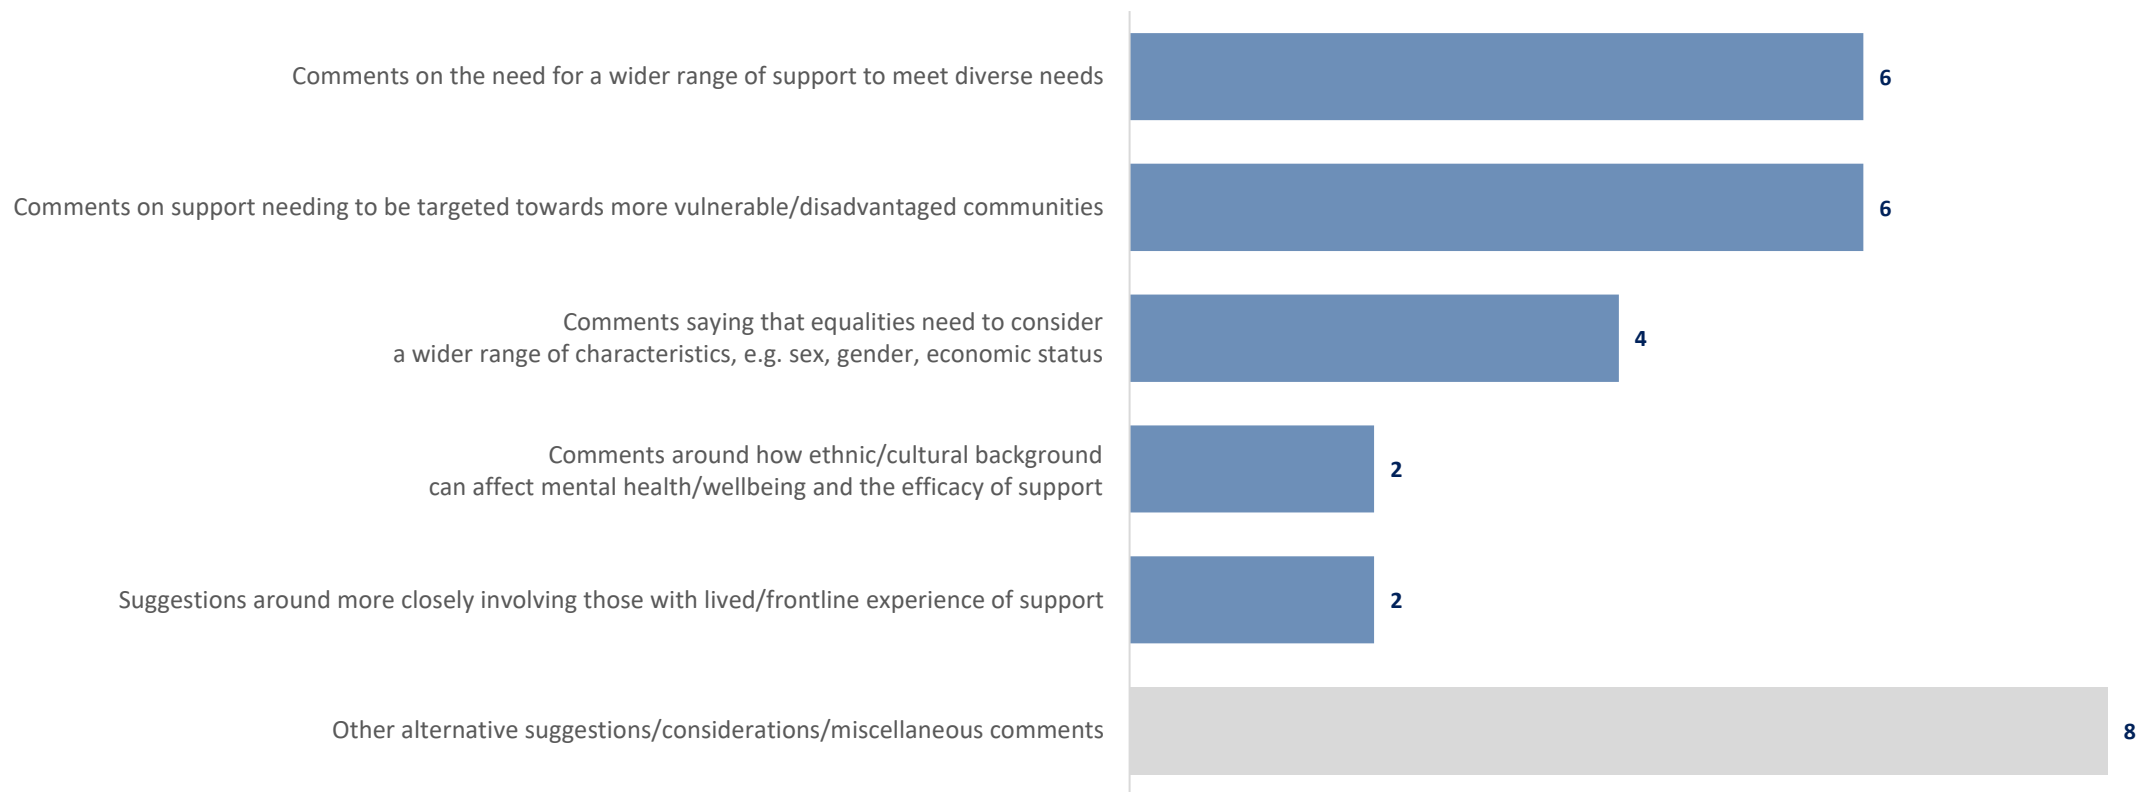 Comments on the need for a wider range of support to meet diverse needs
6
Comments on support needing to be targeted towards more vulnerable/disadvantaged communities
6
Comments saying that equalities need to consider
a wider range of characteristics, e.g. sex, gender, economic status
4
Comments around how ethnic/cultural background
can affect mental health/wellbeing and the efficacy of support
2
Suggestions around more closely involving those with lived/frontline experience of support
2
Other alternative suggestions/considerations/miscellaneous comments
8